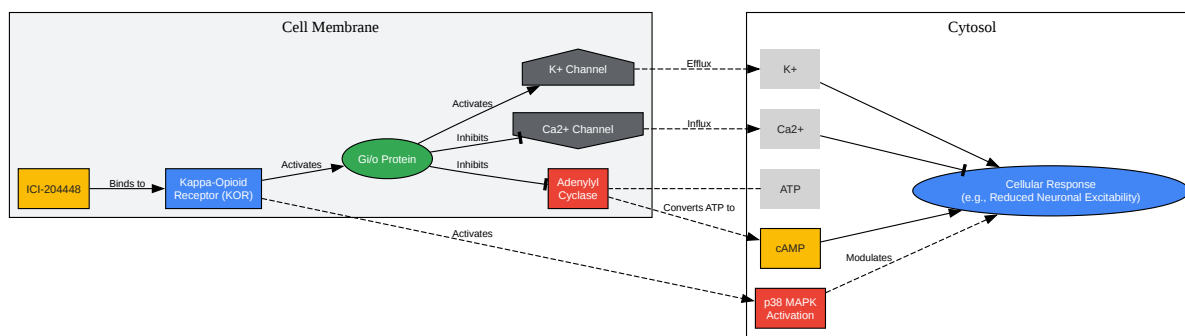 Cell Membrane
Cytosol
K+ Channel
Efflux
K+
Activates
Ca2+ Channel
Influx
Ca2+
Inhibits
Gi/o Protein
Activates
Inhibits
ICI-204448
Binds to
Kappa-Opioid
Receptor (KOR)
Adenylyl
Cyclase
ATP
Cellular Response
(e.g., Reduced Neuronal Excitability)
Converts ATP to
Activates
cAMP
Modulates
p38 MAPK
Activation